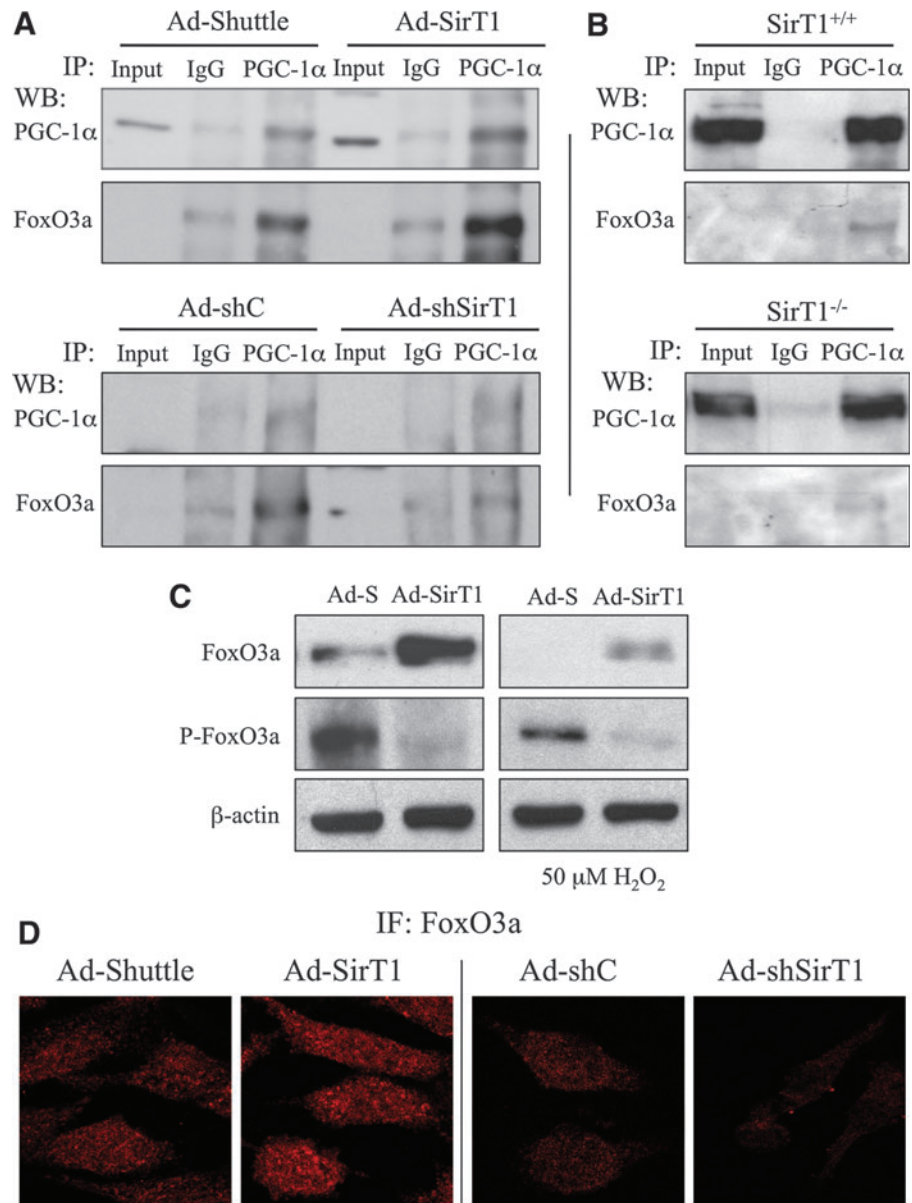 A
Ad-Shuttle Ad-SirT1
IP: Input IgG PGC-1α Input IgG PGC-1α
WB:
PGC-1α
FoxO3a
Ad-shC Ad-shSirT1
IP: Input IgG PGC-1α Input IgG PGC-1α
WB:
PGC-1α
FoxO3a
B
SirT1+/+
IP: Input IgG PGC-1α
WB:
PGC-1α
FoxO3a
SirT1-/-
IP: Input IgG PGC-1α
WB:
PGC-1α
FoxO3a
C
Ad-S Ad-SirT1 Ad-S Ad-SirT1
FoxO3a
P-FoxO3a
β-actin
50 μM H₂O₂
D
IF: FoxO3a
Ad-Shuttle Ad-SirT1 Ad-shC Ad-shSirT1